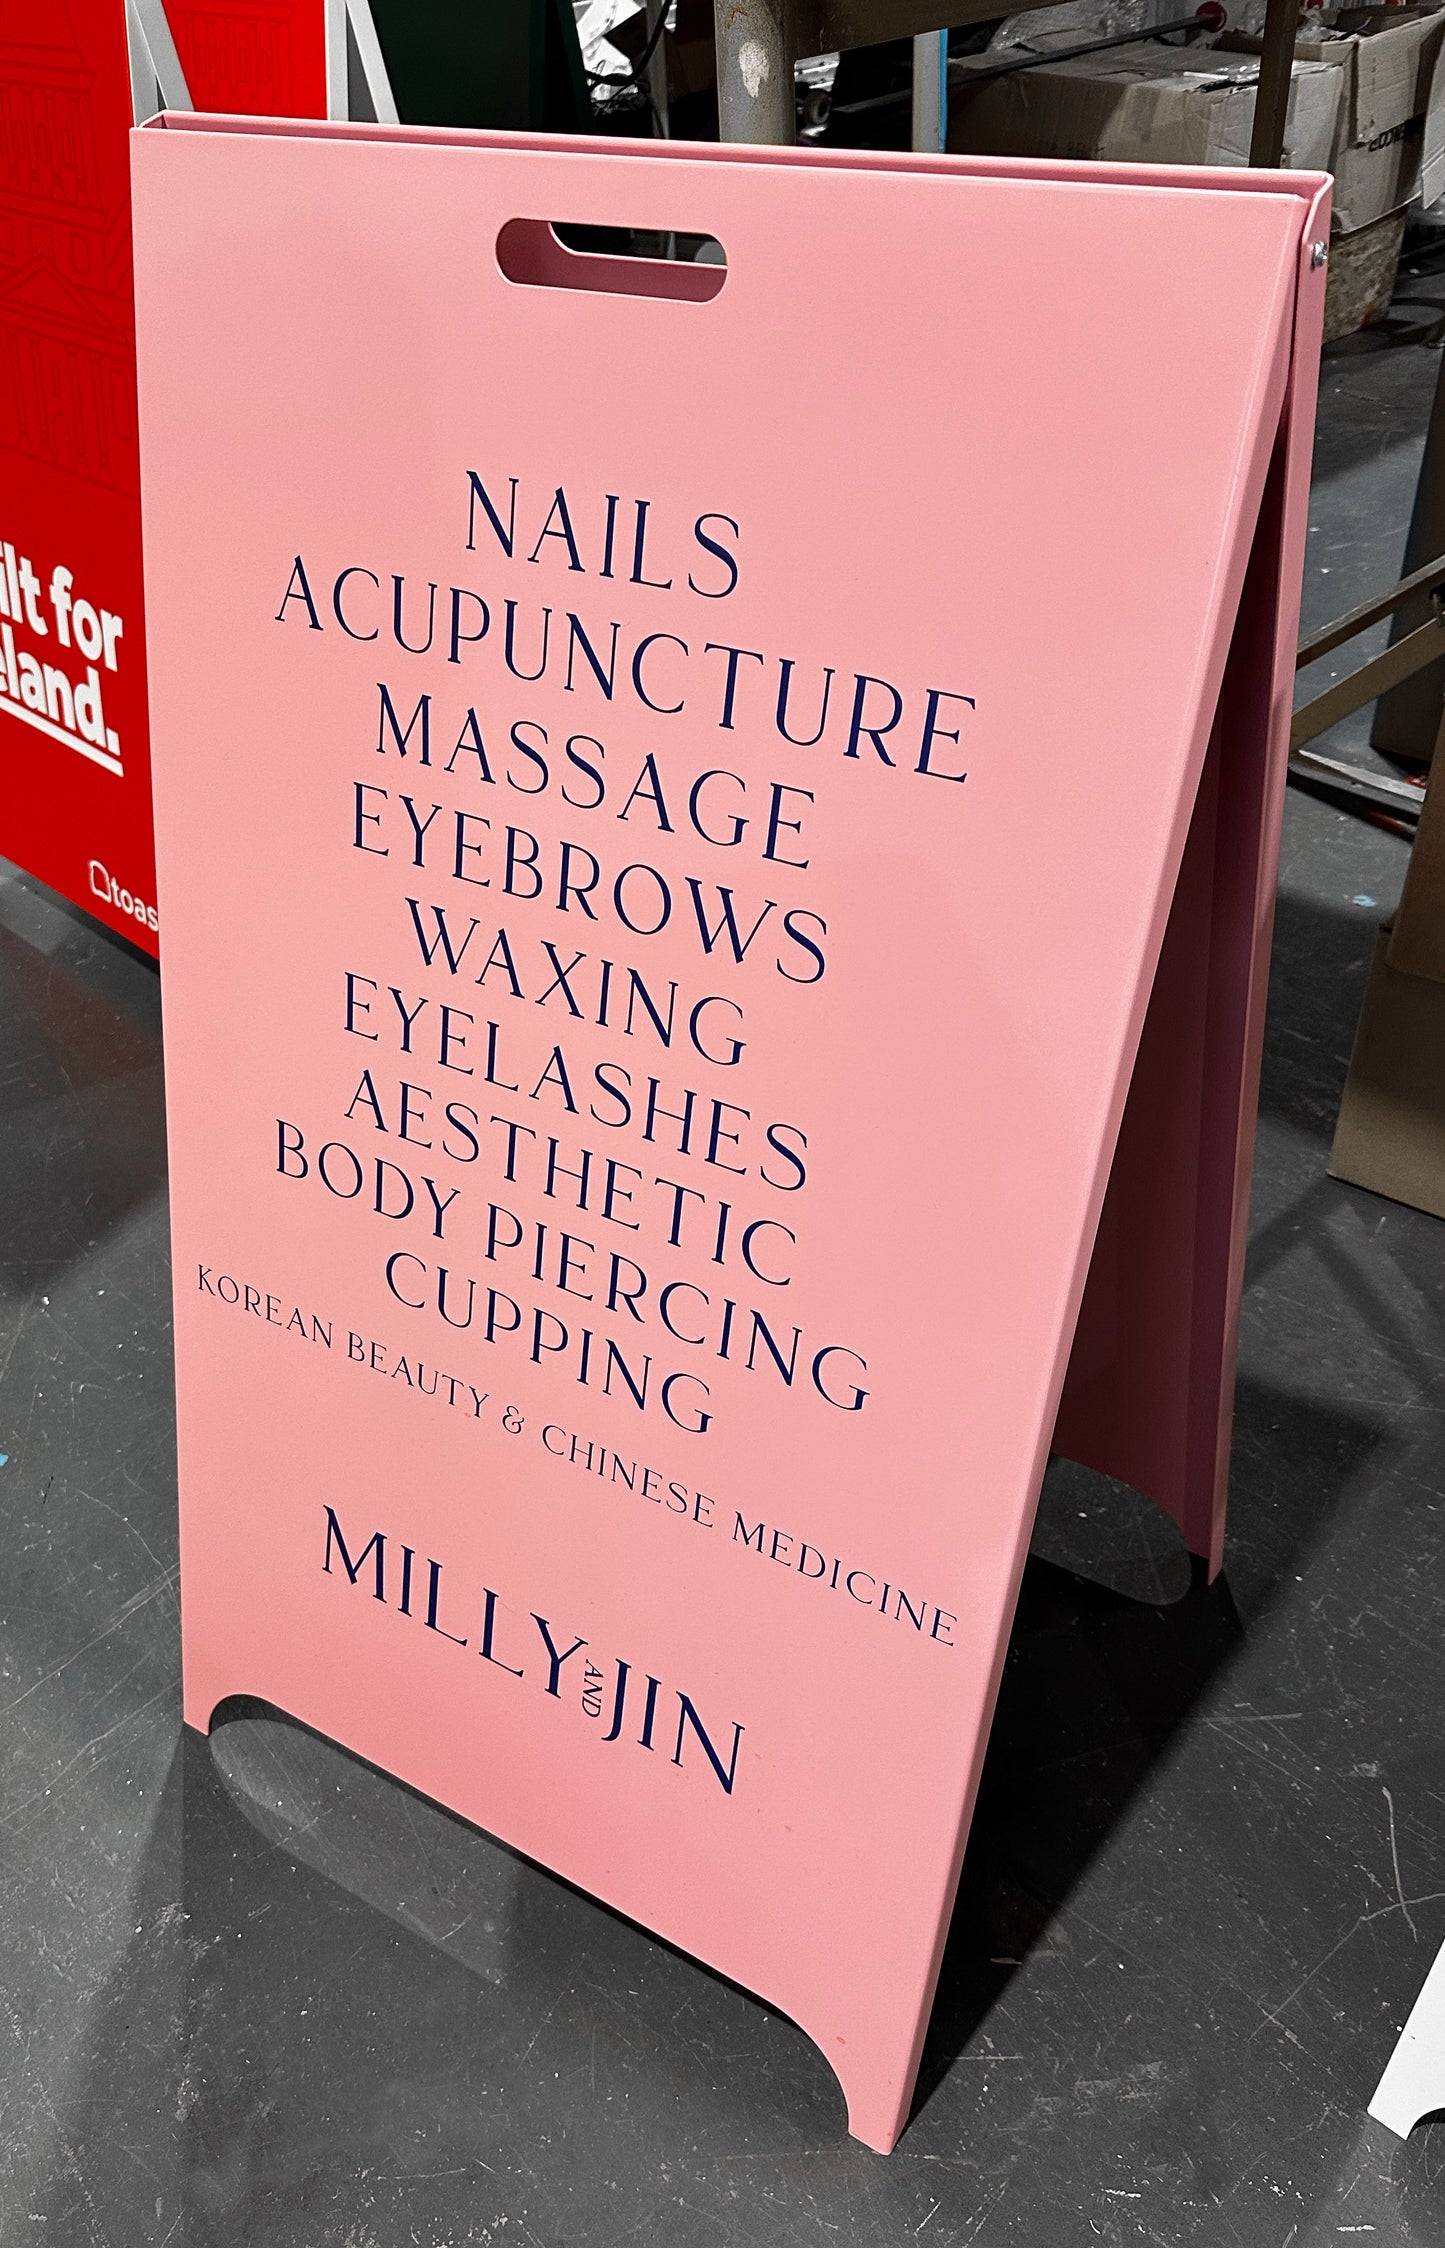 NAILS
ACUPUNCTURE
MASSAGE
EYEBROWS
WAXING
EYELASHES
AESTHETIC
BODY PIERCING
CUPPING
KOREAN BEAUTY & CHINESE MEDICINE
MILLY AND JIN
ilt for
eland.
toas